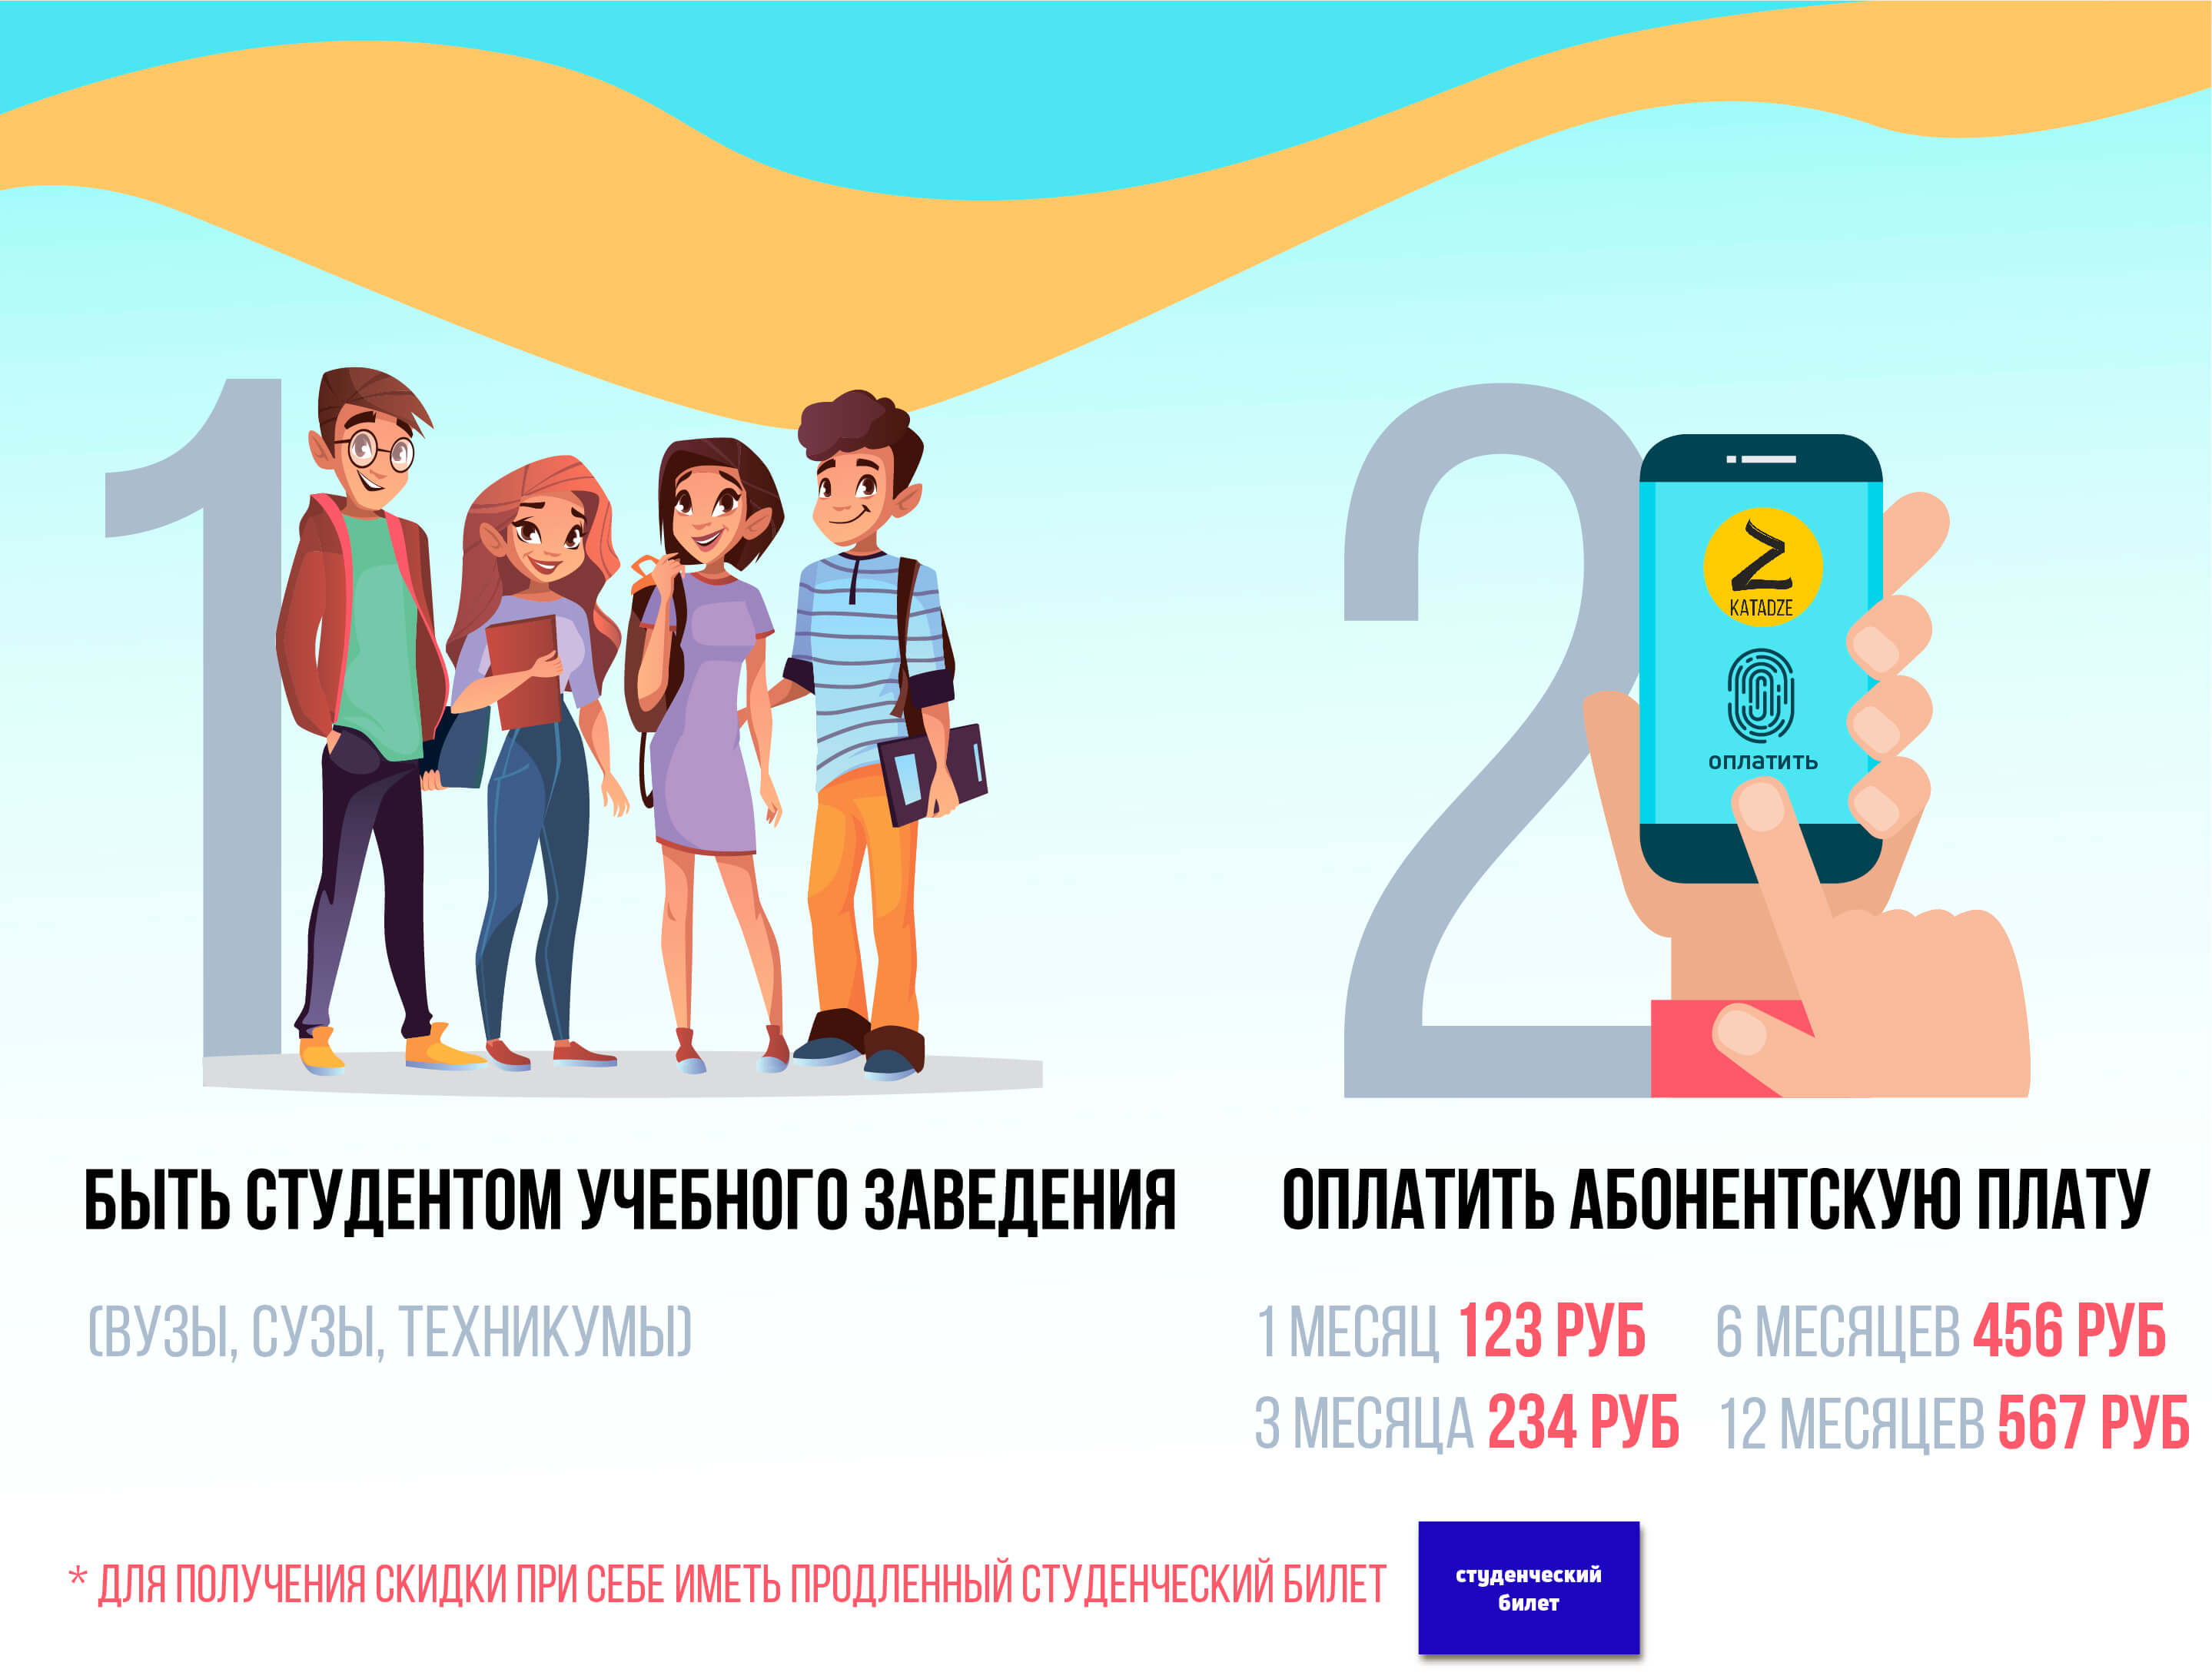 1
2
KATADZE
оплатить
БЫТЬ СТУДЕНТОМ УЧЕБНОГО ЗАВЕДЕНИЯ
(ВУЗЫ, СУЗЫ, ТЕХНИКУМЫ)
ОПЛАТИТЬ АБОНЕНТСКУЮ ПЛАТУ
1 МЕСЯЦ 123 РУБ
6 МЕСЯЦЕВ 456 РУБ
3 МЕСЯЦА 234 РУБ
12 МЕСЯЦЕВ 567 РУБ
* ДЛЯ ПОЛУЧЕНИЯ СКИДКИ ПРИ СЕБЕ ИМЕТЬ ПРОДЛЕННЫЙ СТУДЕНЧЕСКИЙ БИЛЕТ
студенческий
билет